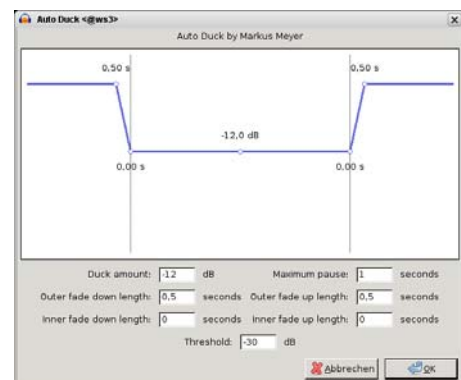 Auto Duck <@ws3>
Auto Duck by Markus Meyer
0,50 s 0,50 s
-12,0 dB
0.00 s 0.00 s
Duck amount: -12 dB Maximum pause: 1 seconds
Outer fade down length: 0,5 seconds Outer fade up length: 0,5 seconds
Inner fade down length: 0 seconds Inner fade up length: 0 seconds
Threshold: -30 dB
Abbrechen OK